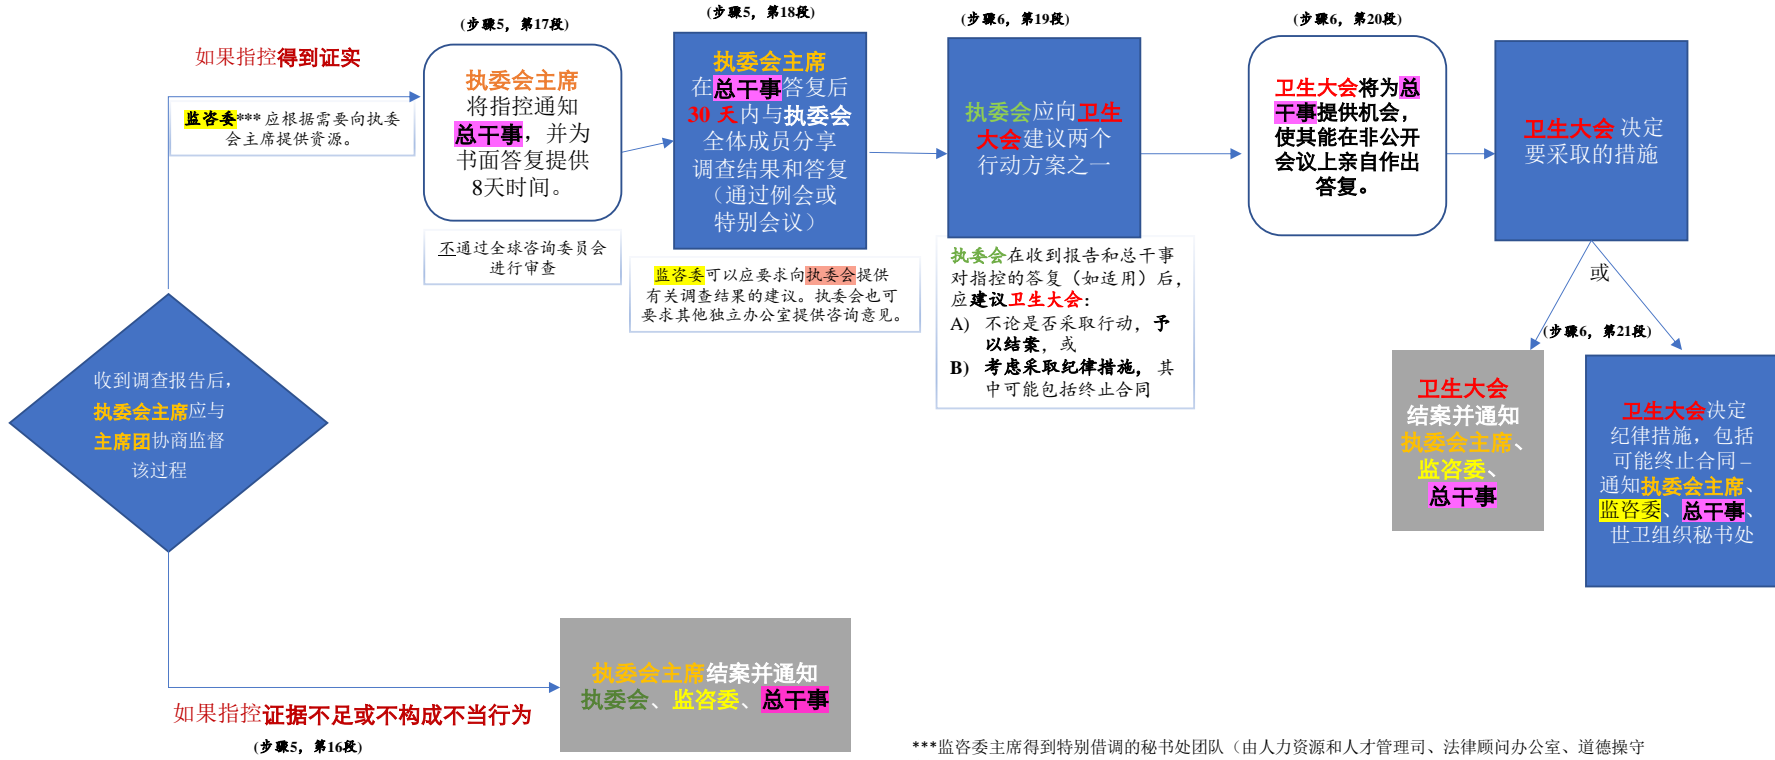 (步骤5，第17段)
(步骤5，第18段)
(步骤6，第19段)
(步骤6，第20段)
如果指控得到证实
监咨委*** 应根据需要向执委
会主席提供资源。
执委会主席
将指控通知
总干事，并为
书面答复提供
8天时间。
不通过全球咨询委员会
进行审查
执委会主席
在总干事答复后
30 天内与执委会
全体成员分享
调查结果和答复
（通过例会或
特别会议）
监咨委可以应要求向执委会提供
有关调查结果的建议。执委会也可
要求其他独立办公室提供咨询意见。
执委会应向卫生
大会建议两个
行动方案之一
执委会在收到报告和总干事
对指控的答复（如适用）后，
应建议卫生大会：
A) 不论是否采取行动，予
以结案，或
B) 考虑采取纪律措施，其
中可能包括终止合同
卫生大会将为总
干事提供机会，
使其能在非公开
会议上亲自作出
答复。
卫生大会 决定
要采取的措施
或
(步骤6，第21段)
卫生大会
结案并通知
执委会主席、
监咨委、
总干事
卫生大会决定
纪律措施，包括
可能终止合同 –
通知执委会主席、
监咨委、总干事、
世卫组织秘书处
收到调查报告后，
执委会主席应与
主席团协商监督
该过程
执委会主席结案并通知
执委会、监咨委、总干事
如果指控证据不足或不构成不当行为
(步骤5，第16段)
***监咨委主席得到特别借调的秘书处团队（由人力资源和人才管理司、法律顾问办公室、道德操守